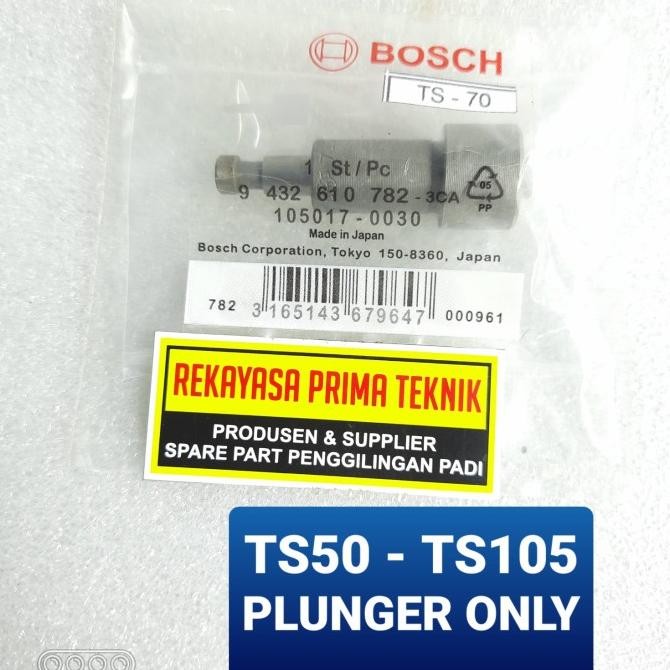 BOSCH
TS - 70
1 St / Pc
9 432 610 782 - 3CA
105017 - 0030
05
PP
Made in Japan
Bosch Corporation, Tokyo 150-8360, Japan
782 3 165143 679647 000961
REKAYASA PRIMA TEKNIK
PRODUSEN & SUPPLIER
SPARE PART PENGGILINGAN PADI
TS50 - TS105
PLUNGER ONLY